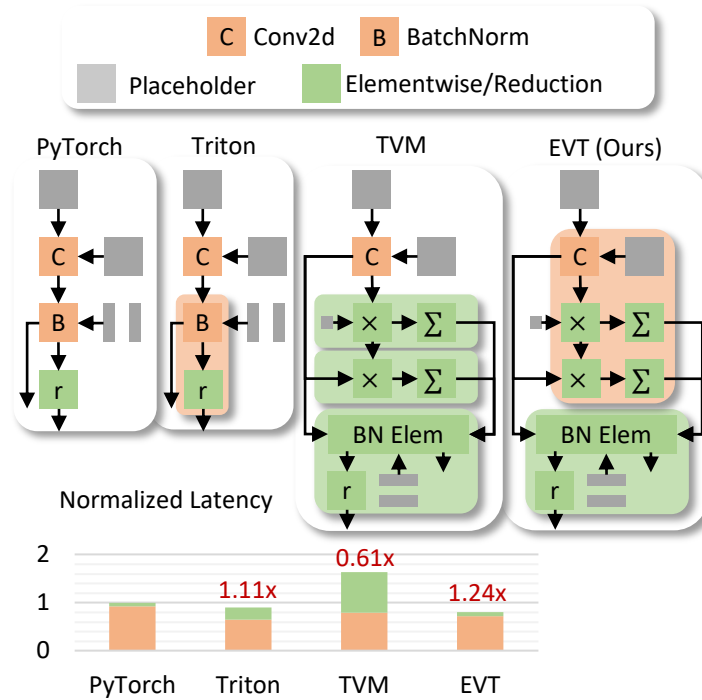 C Conv2d B BatchNorm
Placeholder Elementwise/Reduction
PyTorch Triton TVM EVT (Ours)
C C C C
B B × ∑ × ∑
r r × ∑ × ∑
BN Elem BN Elem
r r
Normalized Latency
2
1
0
1.11x 0.61x 1.24x
PyTorch Triton TVM EVT